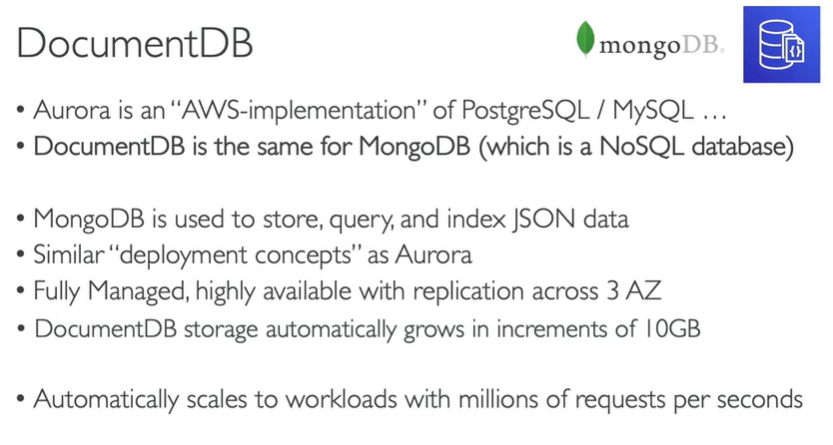 DocumentDB
mongoDB.
• Aurora is an “AWS-implementation” of PostgreSQL / MySQL …
• DocumentDB is the same for MongoDB (which is a NoSQL database)
• MongoDB is used to store, query, and index JSON data
• Similar “deployment concepts” as Aurora
• Fully Managed, highly available with replication across 3 AZ
• DocumentDB storage automatically grows in increments of 10GB
• Automatically scales to workloads with millions of requests per seconds